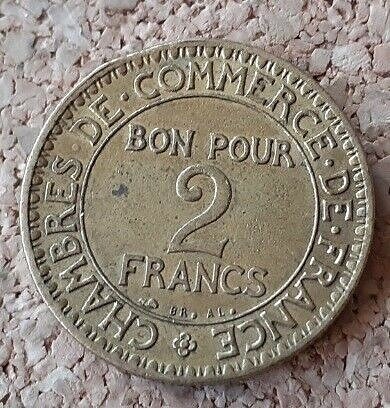 CHAMBRES · DE · COMMERCE · DE · FRANCE
BON POUR
2
FRANCS
BR. AL.